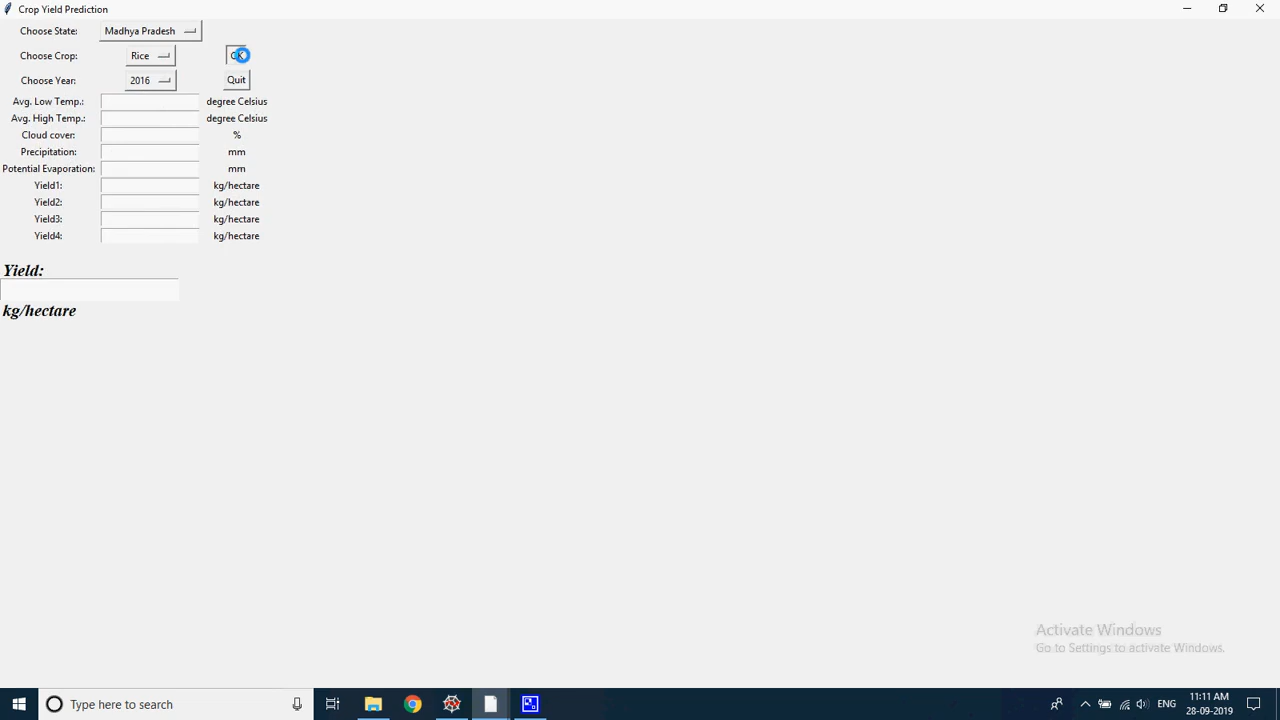 Crop Yield Prediction
Choose State: Madhya Pradesh
Choose Crop: Rice
Choose Year: 2016 Quit
Avg. Low Temp.: degree Celsius
Avg. High Temp.: degree Celsius
Cloud cover: %
Precipitation: mm
Potential Evaporation: mm
Yield1: kg/hectare
Yield2: kg/hectare
Yield3: kg/hectare
Yield4: kg/hectare
Yield:
kg/hectare
Activate Windows
Go to Settings to activate Windows.
Type here to search
ENG
11:11 AM
28-09-2019